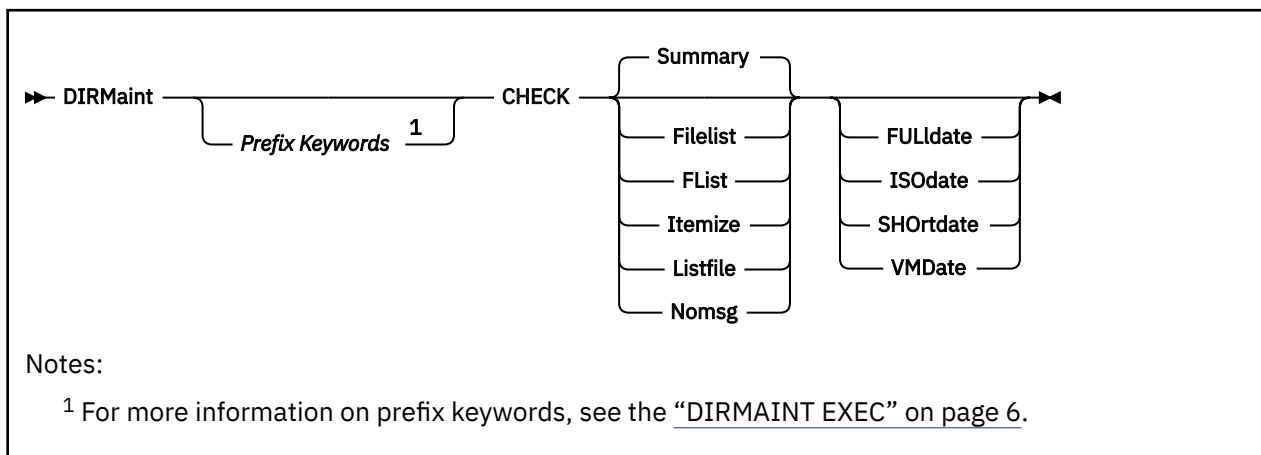 Summary
DIRMaint Prefix Keywords 1 CHECK
Filelist FULldate
FList ISOdate
Itemize SHOrtdate
Listfile VMDate
Nomsg
Notes:
1 For more information on prefix keywords, see the “DIRMAINT EXEC” on page 6.